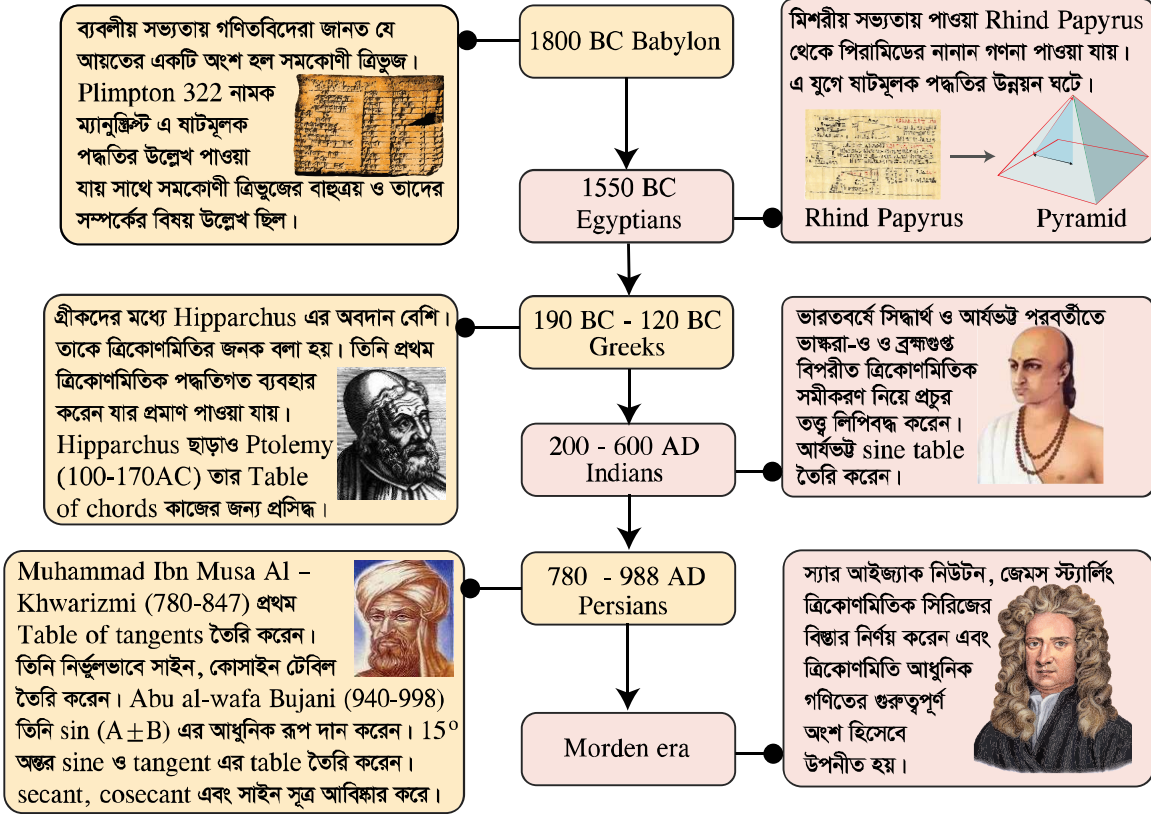 ব্যবলীয় সভ্যতায় গণিতবিদেরা জানত যে
আয়তের একটি অংশ হল সমকোণী ত্রিভুজ।
Plimpton 322 নামক
ম্যানুস্ক্রিপ্ট এ ষাটমূলক
পদ্ধতির উল্লেখ পাওয়া
যায় সাথে সমকোণী ত্রিভুজের বাহুত্রয় ও তাদের
সম্পর্কের বিষয় উল্লেখ ছিল।
1800 BC Babylon
মিশরীয় সভ্যতায় পাওয়া Rhind Papyrus
থেকে পিরামিডের নানান গণনা পাওয়া যায়।
এ যুগে ষাটমূলক পদ্ধতির উন্নয়ন ঘটে।
Rhind Papyrus
Pyramid
1550 BC
Egyptians
গ্রীকদের মধ্যে Hipparchus এর অবদান বেশি।
তাকে ত্রিকোণমিতির জনক বলা হয়। তিনি প্রথম
ত্রিকোণমিতিক পদ্ধতিগত ব্যবহার
করেন যার প্রমাণ পাওয়া যায়।
Hipparchus ছাড়াও Ptolemy
(100-170AC) তার Table
of chords কাজের জন্য প্রসিদ্ধ।
190 BC - 120 BC
Greeks
ভারতবর্ষে সিদ্ধার্থ ও আর্যভট্ট পরবর্তীতে
ভাস্করা-ও ও ব্রহ্মগুপ্ত
বিপরীত ত্রিকোণমিতিক
সমীকরণ নিয়ে প্রচুর
তত্ত্ব লিপিবদ্ধ করেন।
আর্যভট্ট sine table
তৈরি করেন।
200 - 600 AD
Indians
Muhammad Ibn Musa Al –
Khwarizmi (780-847) প্রথম
Table of tangents তৈরি করেন।
তিনি নির্ভুলভাবে সাইন, কোসাইন টেবিল
তৈরি করেন। Abu al-wafa Bujani (940-998)
তিনি sin (A±B) এর আধুনিক রূপ দান করেন। 15°
অন্তর sine ও tangent এর table তৈরি করেন।
secant, cosecant এবং সাইন সূত্র আবিষ্কার করে।
780 - 988 AD
Persians
স্যার আইজ্যাক নিউটন, জেমস স্ট্যার্লিং
ত্রিকোণমিতিক সিরিজের
বিস্তার নির্ণয় করেন এবং
ত্রিকোণমিতি আধুনিক
গণিতের গুরুত্বপূর্ণ
অংশ হিসেবে
উপনীত হয়।
Morden era